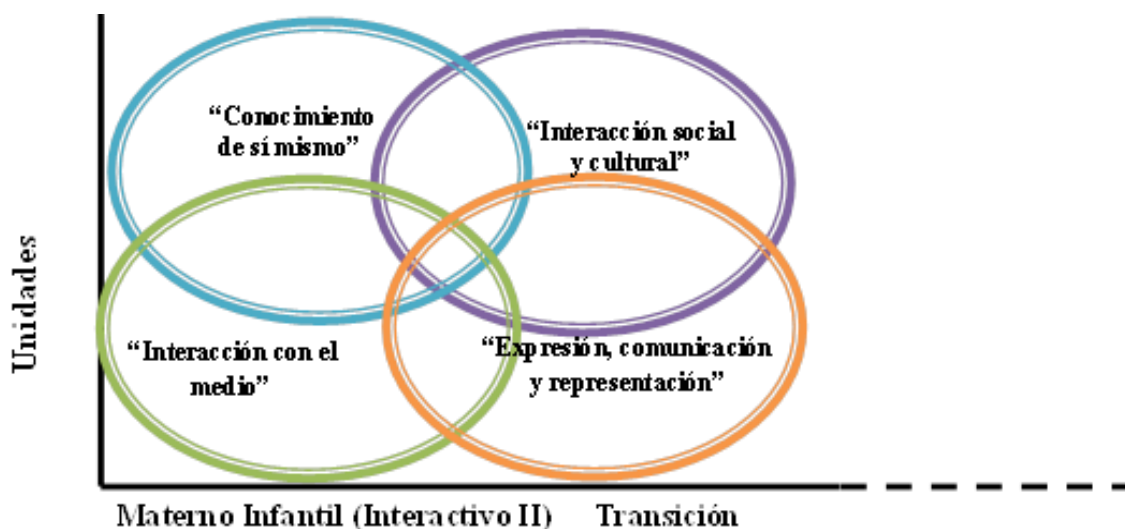 “Conocimiento
de sí mismo”
“Interacción social
y cultural”
Unidades
“Interacción con el
medio”
“Expresión, comunicación
y representación”
Materno Infantil (Interactivo II)
Transición